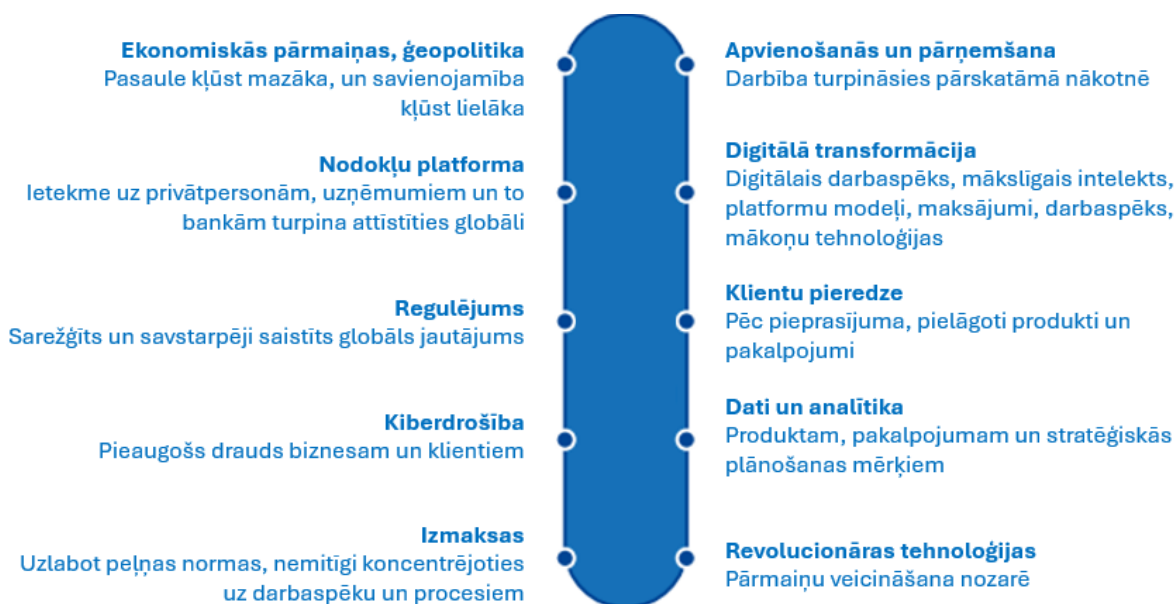 Ekonomiskās pārmaiņas, ģeopolitika
Pasaule kļūst mazāka, un savienojamība
kļūst lielāka
Nodokļu platforma
Ietekme uz privātpersonām, uzņēmumiem un to
bankām turpina attīstīties globāli
Regulējums
Sarežģīts un savstarpēji saistīts globāls jautājums
Kiberdrošība
Pieaugošs drauds biznesam un klientiem
Izmaksas
Uzlabot peļņas normas, nemitīgi koncentrējoties
uz darbaspēku un procesiem
Apvienošanās un pārņemšana
Darbība turpināsies pārskatāmā nākotnē
Digitālā transformācija
Digitālais darbaspēks, mākslīgais intelekts,
platformu modeļi, maksājumi, darbaspēks,
mākoņu tehnoloģijas
Klientu pieredze
Pēc pieprasījuma, pielāgoti produkti un
pakalpojumi
Dati un analītika
Produktam, pakalpojumam un stratēģiskās
plānošanas mērķiem
Revolucionāras tehnoloģijas
Pārmaiņu veicināšana nozarē